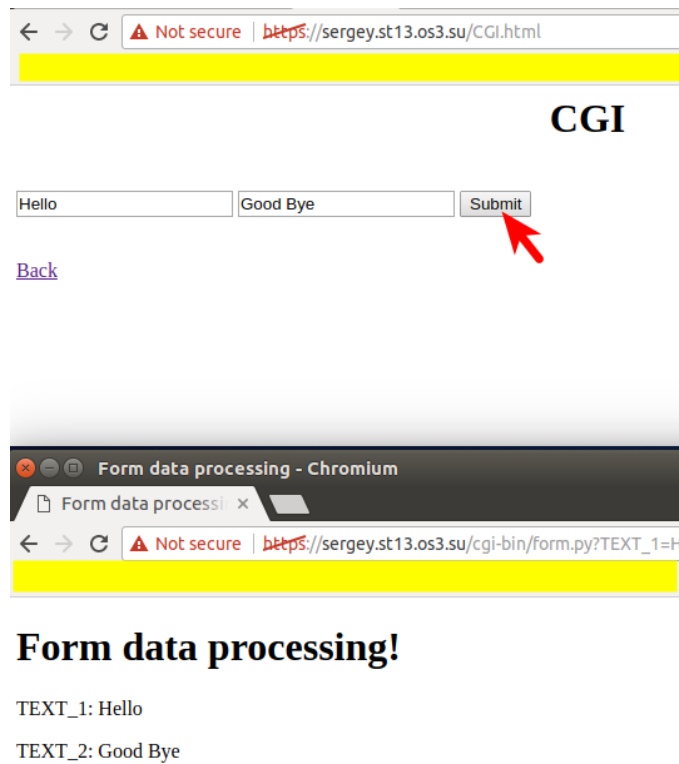 Not secure | https://sergey.st13.os3.su/CGI.html
CGI
Hello Good Bye Submit
Back
Form data processing - Chromium
Form data processi
Not secure | https://sergey.st13.os3.su/cgi-bin/form.py?TEXT_1=H
Form data processing!
TEXT_1: Hello
TEXT_2: Good Bye